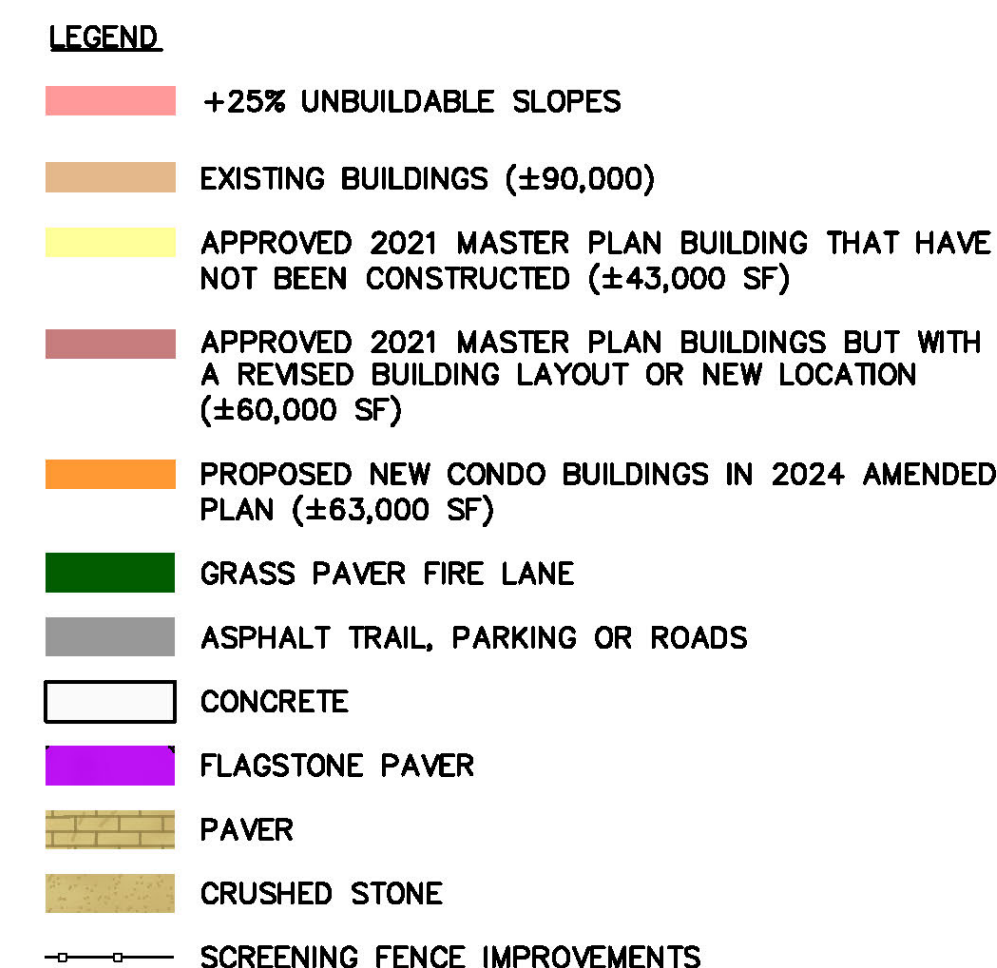 LEGEND
+25% UNBUILDABLE SLOPES
EXISTING BUILDINGS (±90,000)
APPROVED 2021 MASTER PLAN BUILDING THAT HAVE
NOT BEEN CONSTRUCTED (±43,000 SF)
APPROVED 2021 MASTER PLAN BUILDINGS BUT WITH
A REVISED BUILDING LAYOUT OR NEW LOCATION
(±60,000 SF)
PROPOSED NEW CONDO BUILDINGS IN 2024 AMENDED
PLAN (±63,000 SF)
GRASS PAVER FIRE LANE
ASPHALT TRAIL, PARKING OR ROADS
CONCRETE
FLAGSTONE PAVER
PAVER
CRUSHED STONE
SCREENING FENCE IMPROVEMENTS